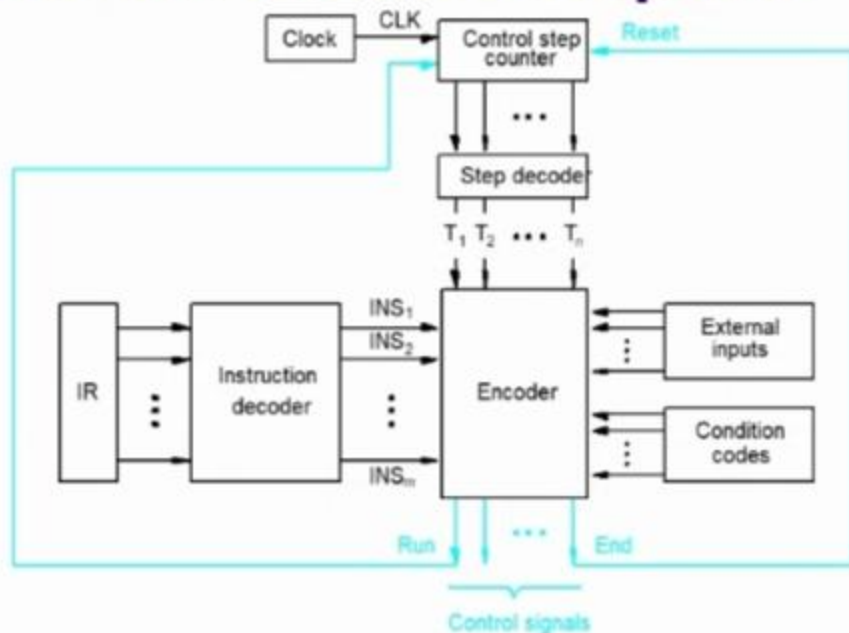 CLK
Clock
Control step
counter
Reset
...
Step decoder
T₁ T₂ ... Tₙ
INS₁
INS₂
IR
Instruction
decoder
INSₘ
Encoder
External
inputs
Condition
codes
Run
...
End
Control signals